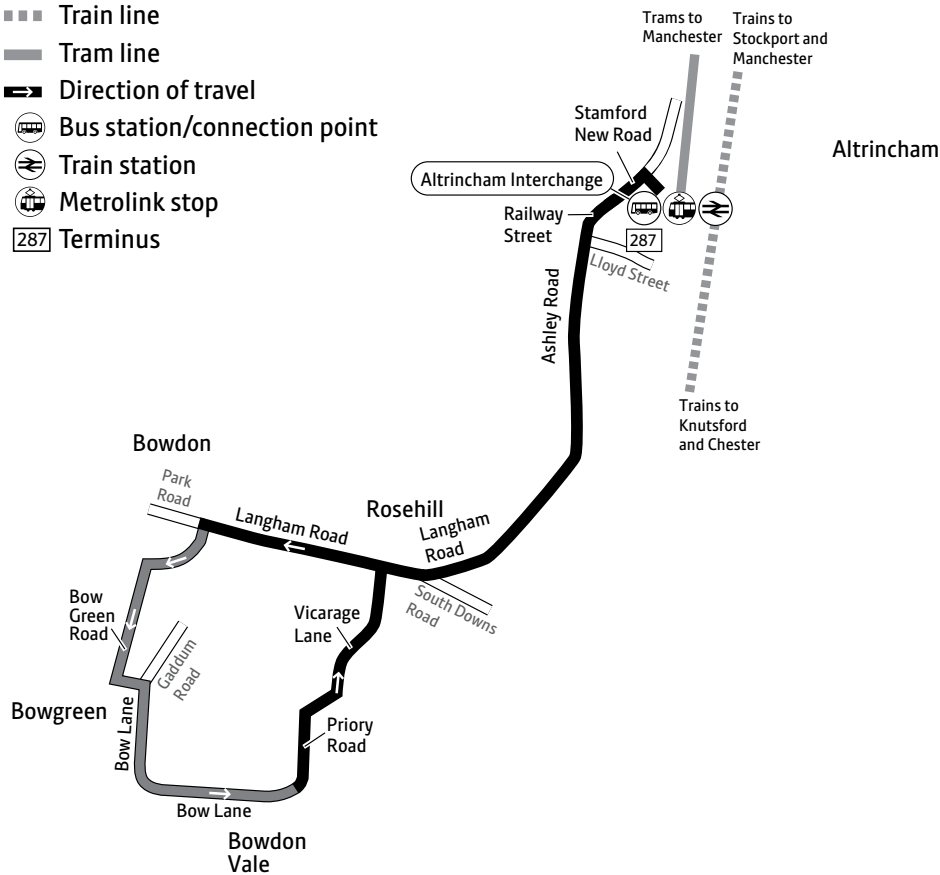 Train line
Tram line
Direction of travel
Bus station/connection point
Train station
Metrolink stop
287 Terminus
Trams to
Manchester
Trains to
Stockport and
Manchester
Stamford
New Road
Altrincham
Altrincham Interchange
Railway
Street
287
Lloyd Street
Ashley Road
Trains to
Knutsford
and Chester
Bowdon
Park
Road
Langham Road
Rosehill
Langham
Road
South Downs
Road
Bow
Green
Road
Vicarage
Lane
Gaddum
Road
Bowgreen
Bow Lane
Priory
Road
Bow Lane
Bowdon
Vale